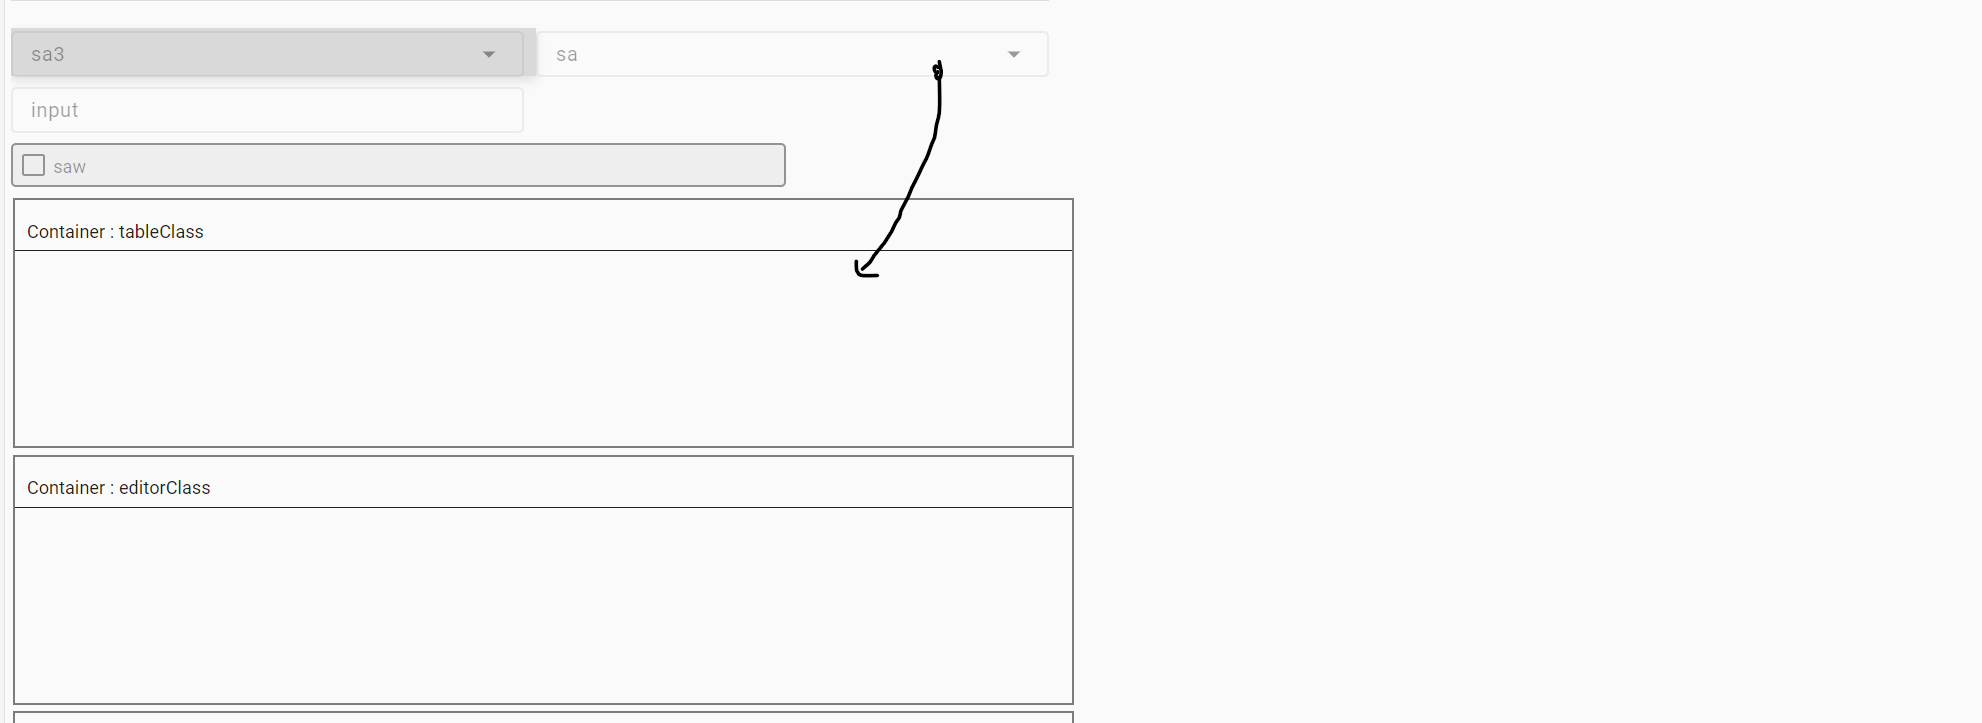 sa3 sa
input
saw
Container : tableClass
Container : editorClass